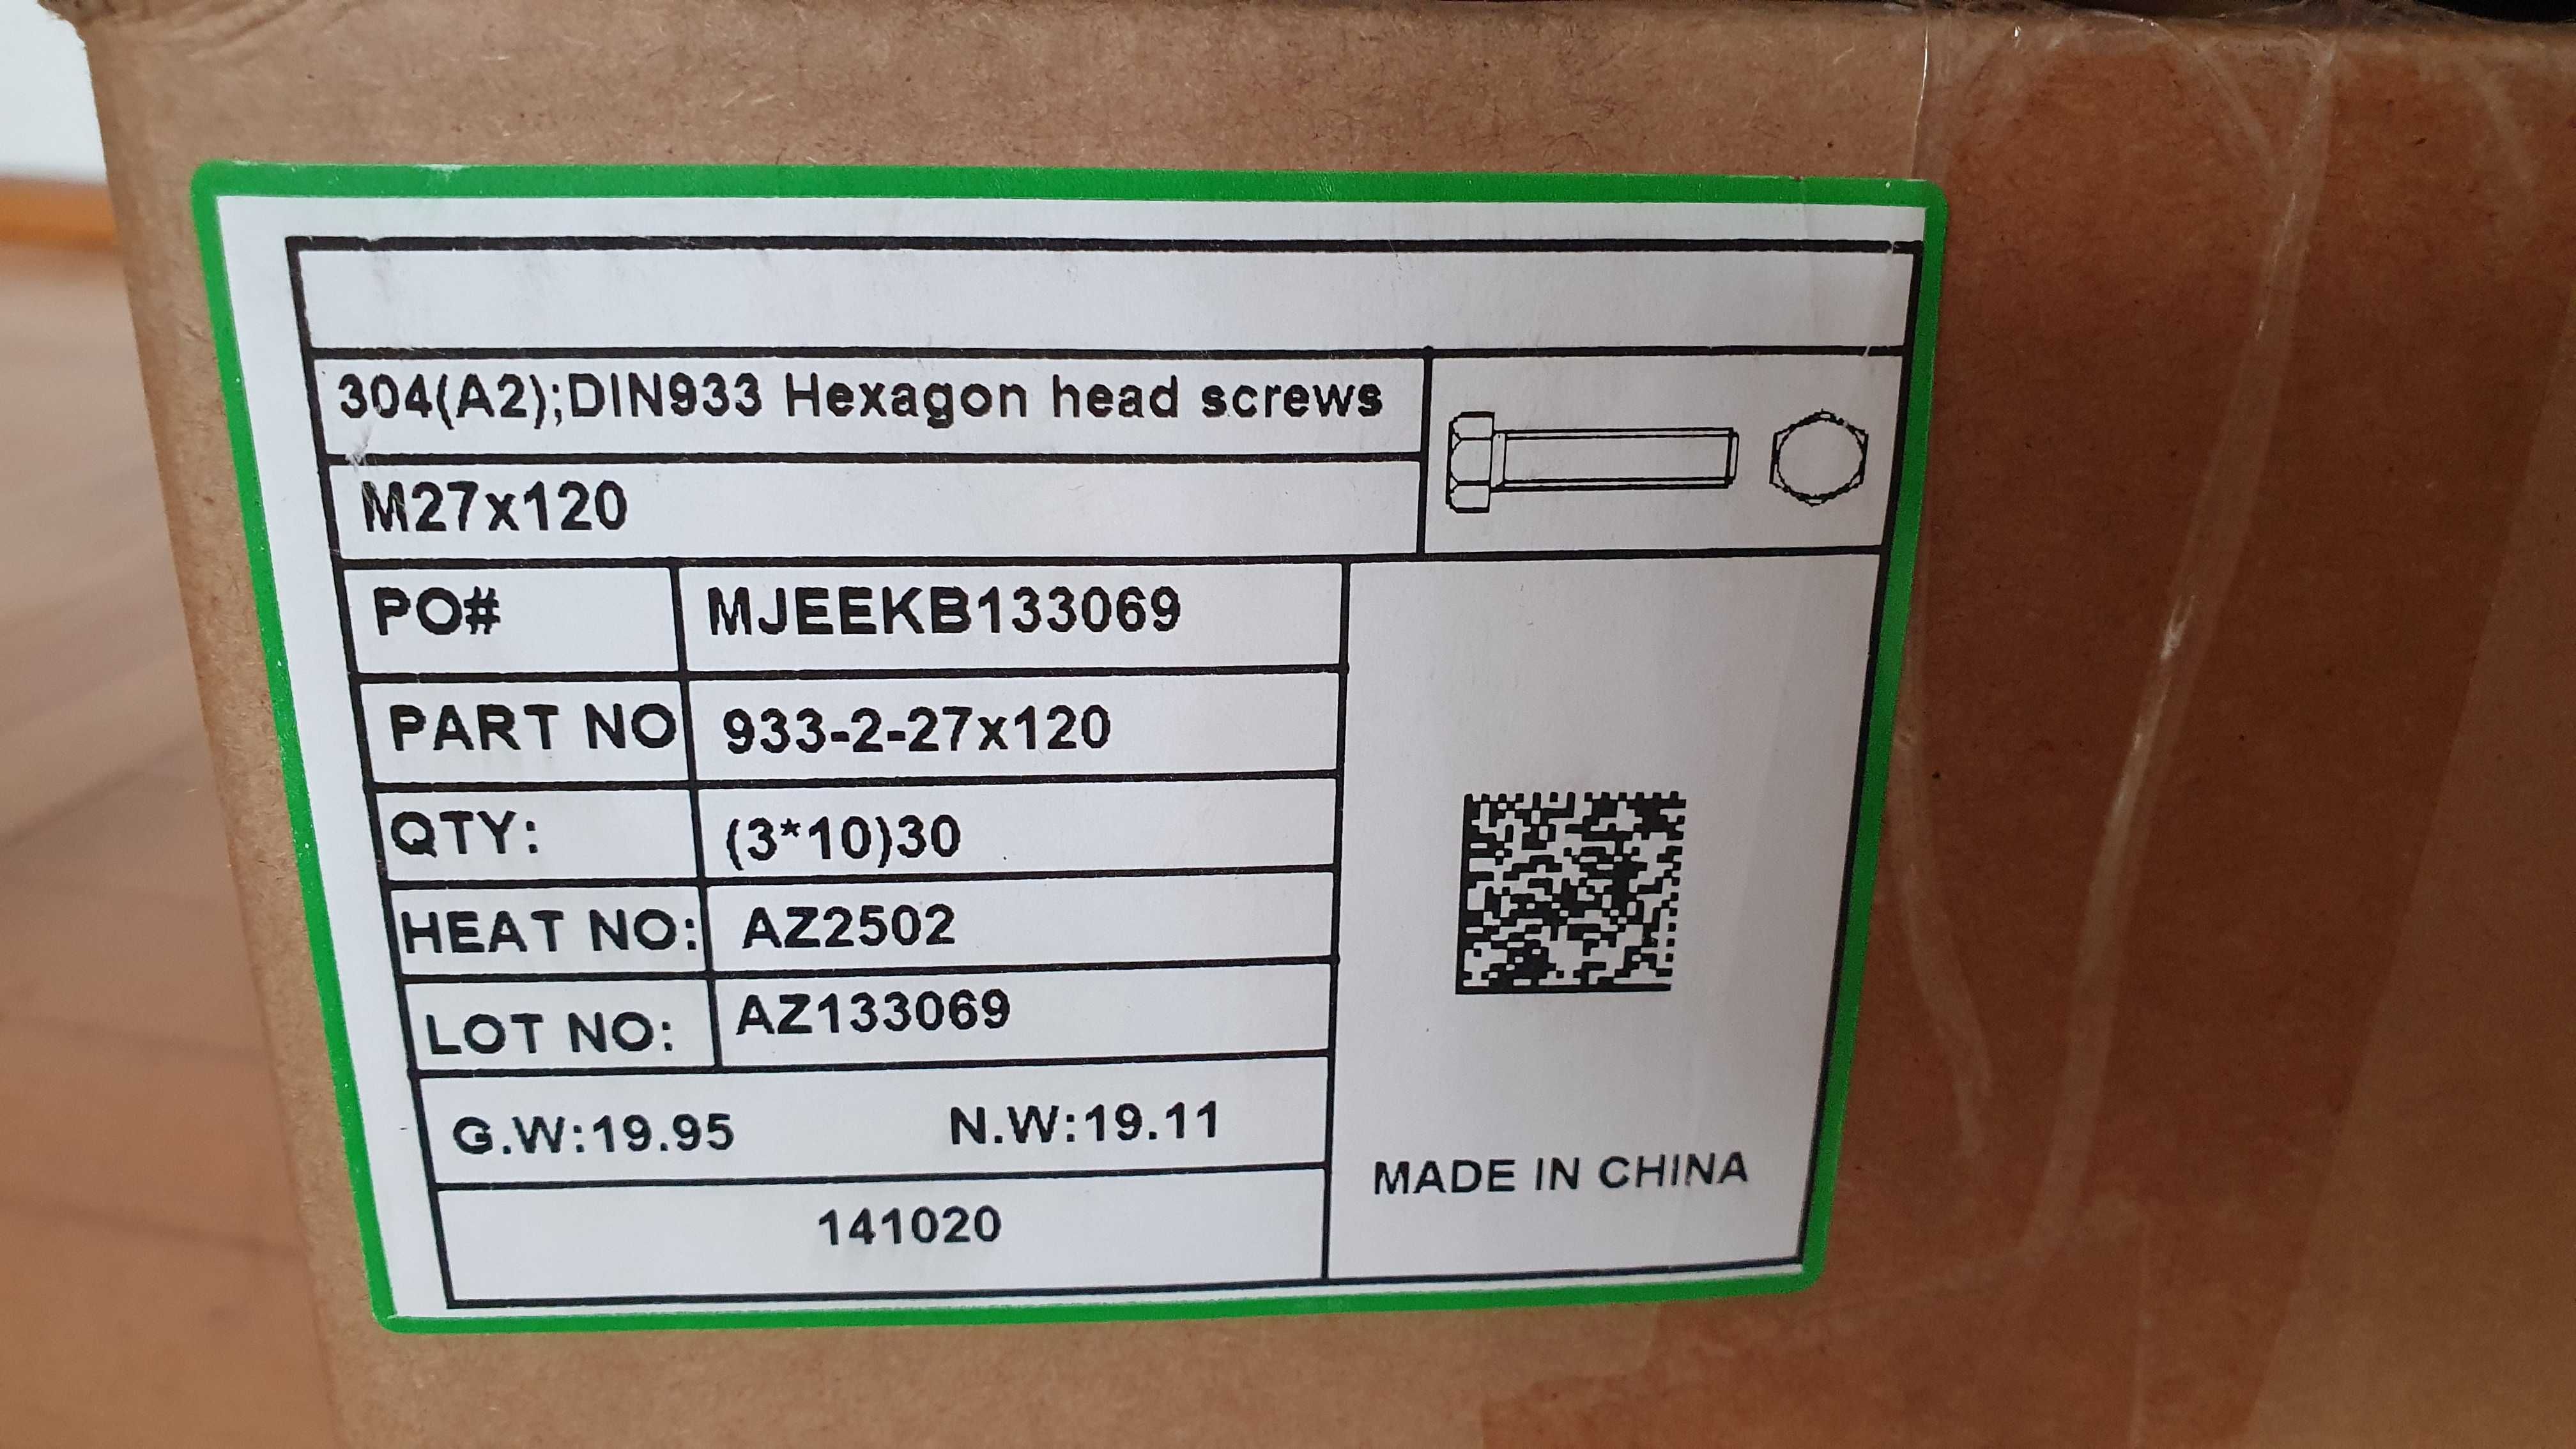 304(A2);DIN933 Hexagon head screws
M27x120
PO# MJEEKB133069
PART NO 933-2-27x120
QTY: (3*10)30
HEAT NO: AZ2502
LOT NO: AZ133069
G.W:19.95 N.W:19.11
141020
MADE IN CHINA